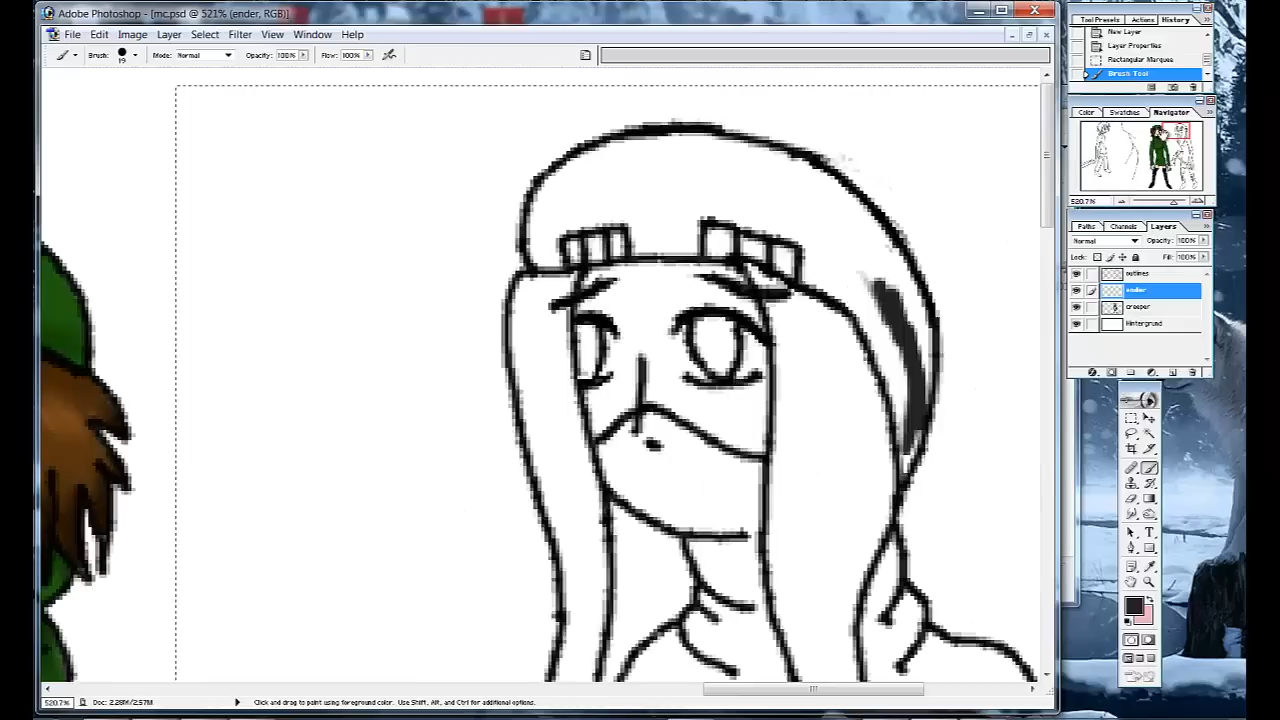 Adobe Photoshop - [mc.psd @ 521% (ender, RGB)]
File Edit Image Layer Select Filter View Window Help
Brush: 19 Mode: Normal Opacity: 100% Flow: 100%
Tool Presets Actions History
New Layer
Layer Properties
Rectangular Marquee
Brush Tool
Color Swatches Navigator
520.7%
Paths Channels Layers
Normal Opacity: 100%
Lock: Fill: 100%
outlines
ender
creeper
Hintergrund
520.7% Doc: 2.28M/2.57M Click and drag to paint using foreground color. Use Shift, Alt, and Ctrl for additional options.